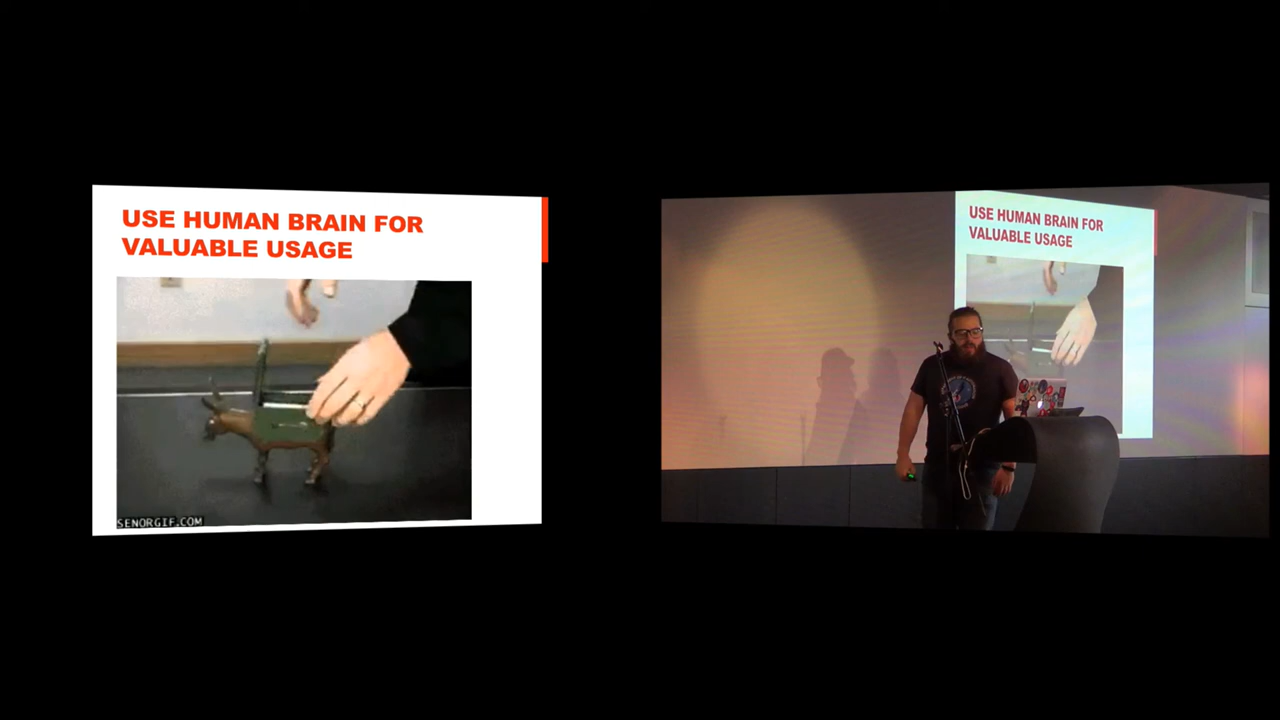 USE HUMAN BRAIN FOR
VALUABLE USAGE
SENORGIF.COM
USE HUMAN BRAIN FOR
VALUABLE USAGE